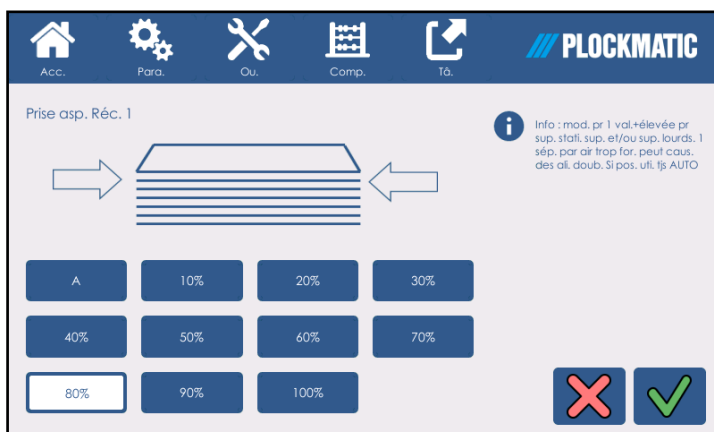 PLOCKMATIC
Acc.
Para.
Ou.
Comp.
Tâ.
Prise asp. Réc. 1
Info : mod. pr 1 val.+élevée pr
sup. stati. sup. et/ou sup. lourds. 1
sép. par air trop for. peut caus.
des ali. doub. Si pos. uti. tjs AUTO
A
10%
20%
30%
40%
50%
60%
70%
80%
90%
100%